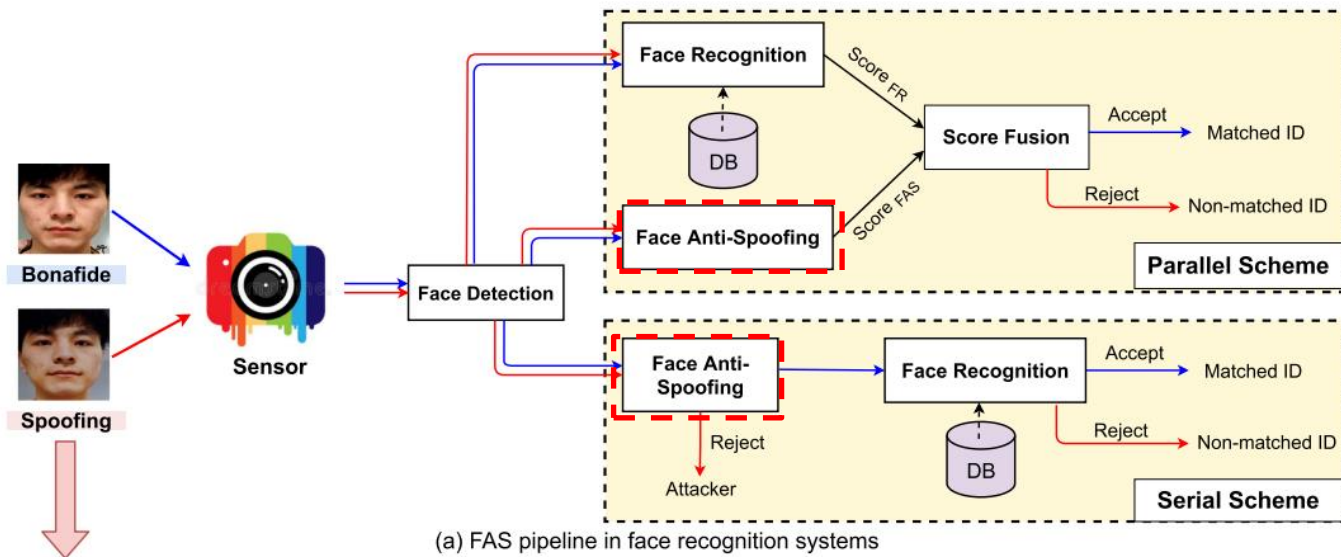 Face Recognition
Score FR
DB
Score Fusion
Accept
Matched ID
Reject
Non-matched ID
Face Anti-Spoofing
Score FAS
Parallel Scheme
Bonafide
Spoofing
Sensor
Face Detection
Face Anti-
Spoofing
Reject
Attacker
Face Recognition
DB
Accept
Matched ID
Reject
Non-matched ID
Serial Scheme
(a) FAS pipeline in face recognition systems